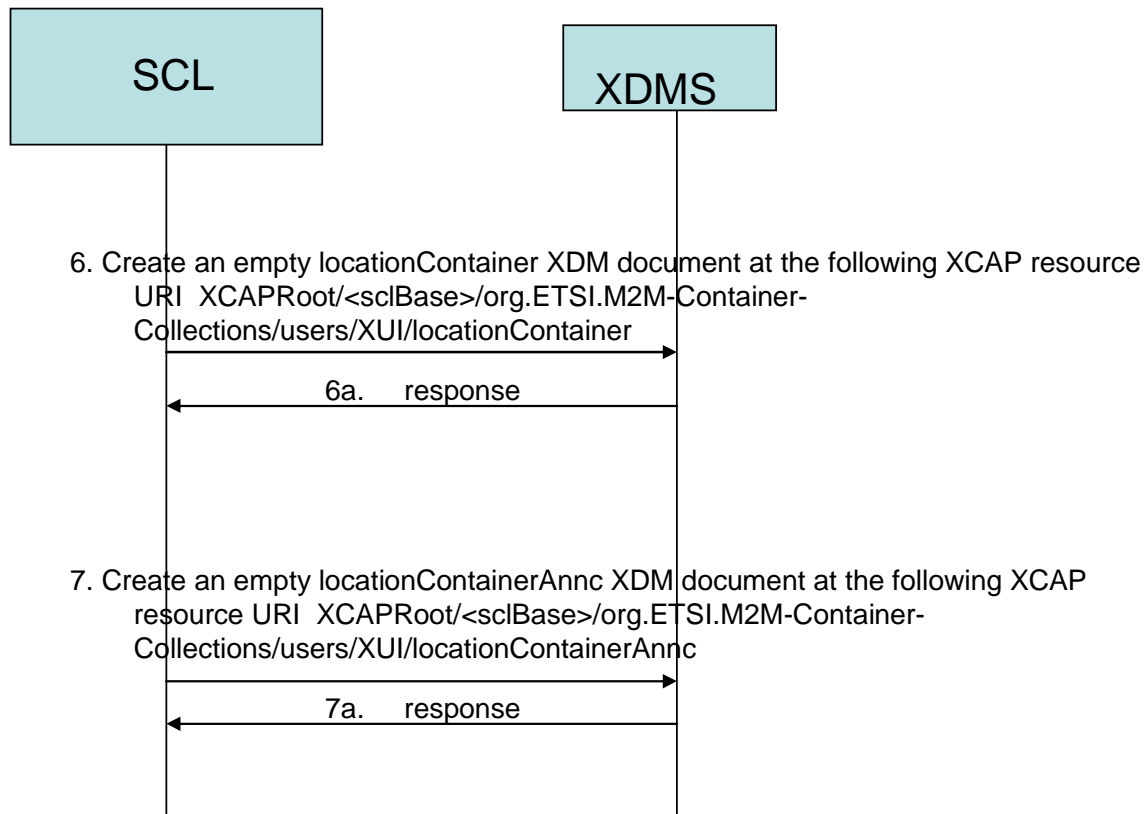 SCL
XDMS
6. Create an empty locationContainer XDM document at the following XCAP resource
URI XCAPRoot/<sclBase>/org.ETSI.M2M-Container-
Collections/users/XUI/locationContainer
6a. response
7. Create an empty locationContainerAnnc XDM document at the following XCAP
resource URI XCAPRoot/<sclBase>/org.ETSI.M2M-Container-
Collections/users/XUI/locationContainerAnnc
7a. response